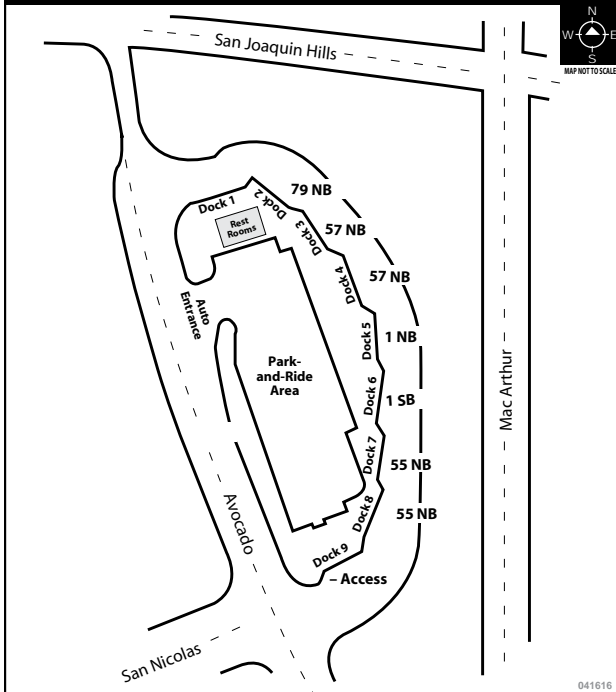 N
W E
S
MAP NOT TO SCALE
San Joaquin Hills
79 NB
Dock 1
Dock 2
Rest
Rooms
57 NB
Dock 3
57 NB
Dock 4
Auto
Entrance
1 NB
Dock 5
Park-
and-Ride
Area
Mac Arthur
1 SB
Dock 6
55 NB
Dock 7
55 NB
Dock 8
Avocado
Dock 9
– Access
San Nicolas
041616